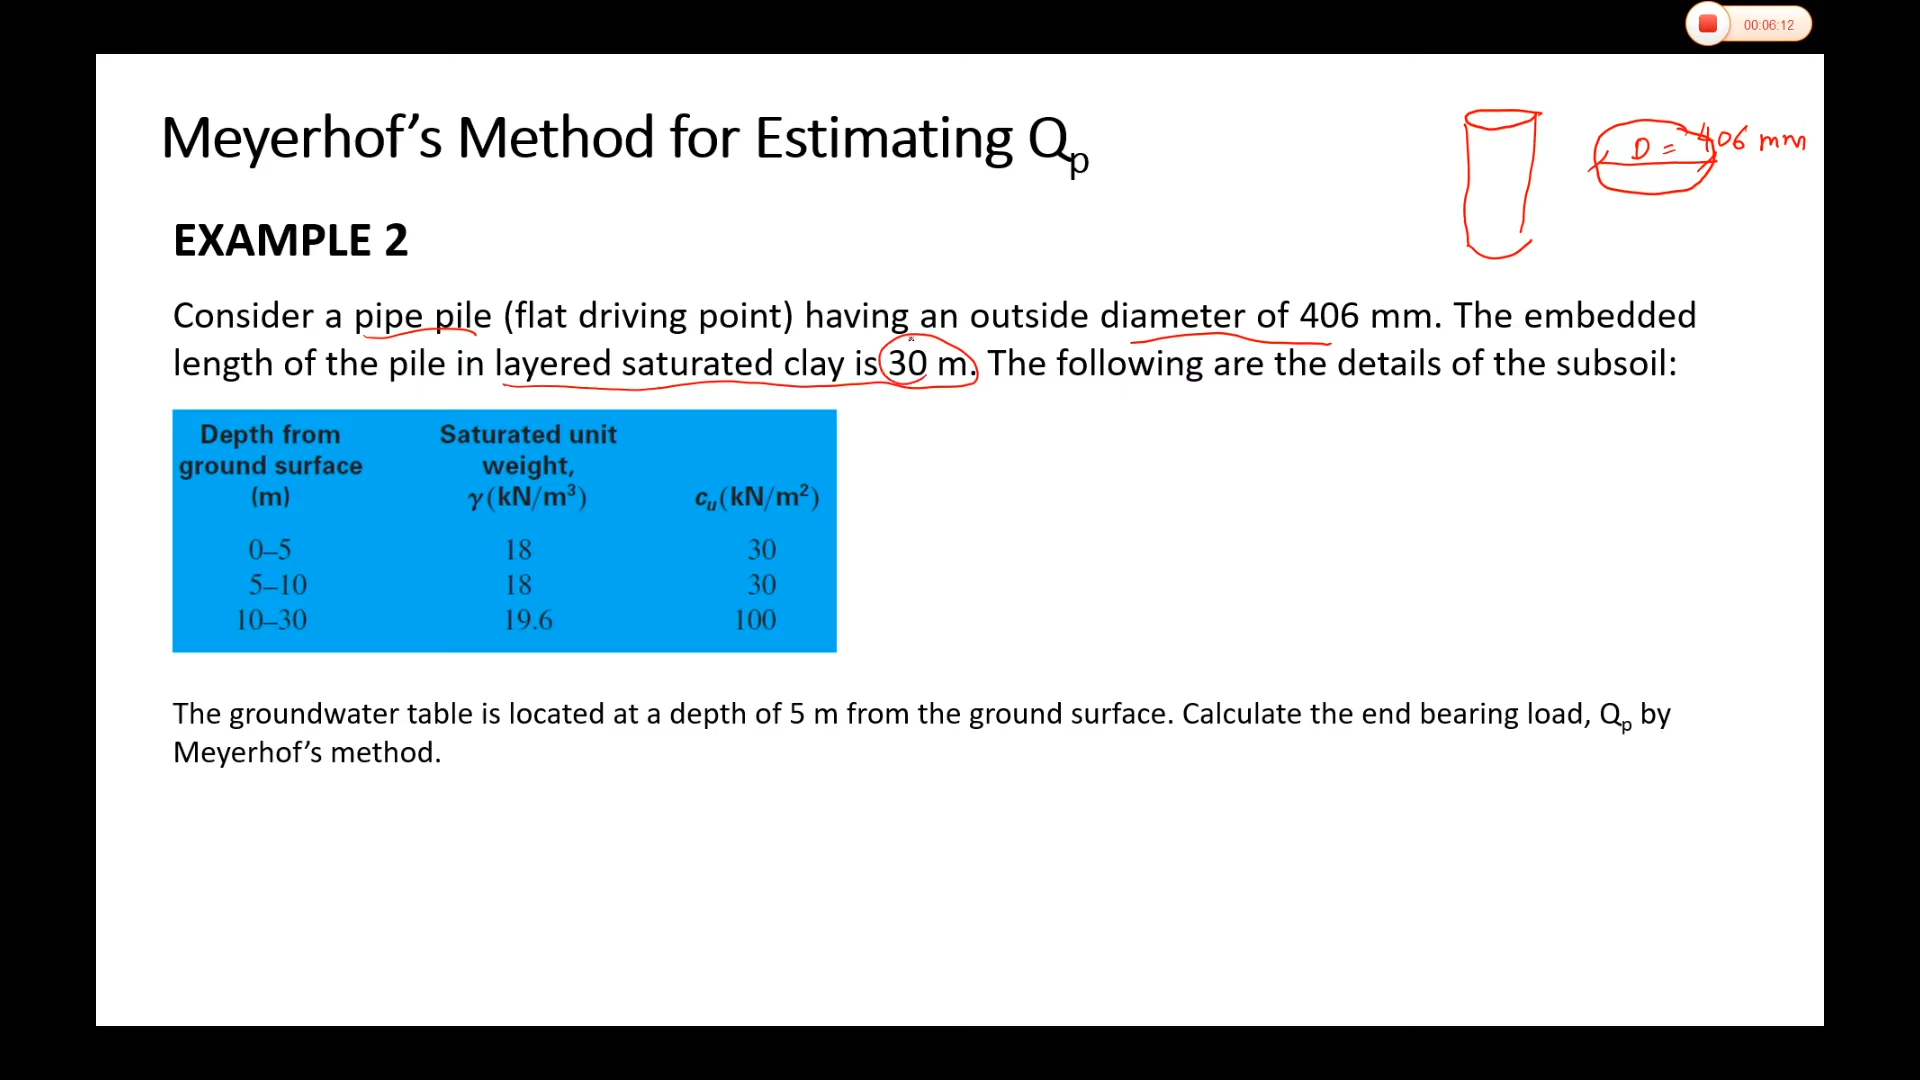 00:06:12
Meyerhof’s Method for Estimating Qp
D = 406 mm
EXAMPLE 2
Consider a pipe pile (flat driving point) having an outside diameter of 406 mm. The embedded
length of the pile in layered saturated clay is 30 m. The following are the details of the subsoil:
Depth from ground surface (m) Saturated unit weight, γ(kN/m³) cu(kN/m²)
0–5 18 30
5–10 18 30
10–30 19.6 100
The groundwater table is located at a depth of 5 m from the ground surface. Calculate the end bearing load, Qp by
Meyerhof’s method.